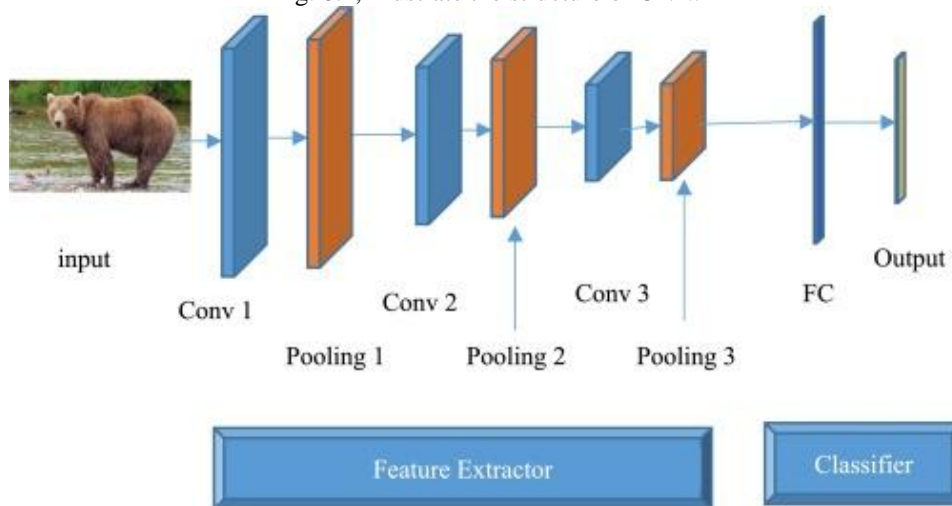 input
Conv 1
Pooling 1
Conv 2
Pooling 2
Conv 3
Pooling 3
FC
Output
Feature Extractor
Classifier